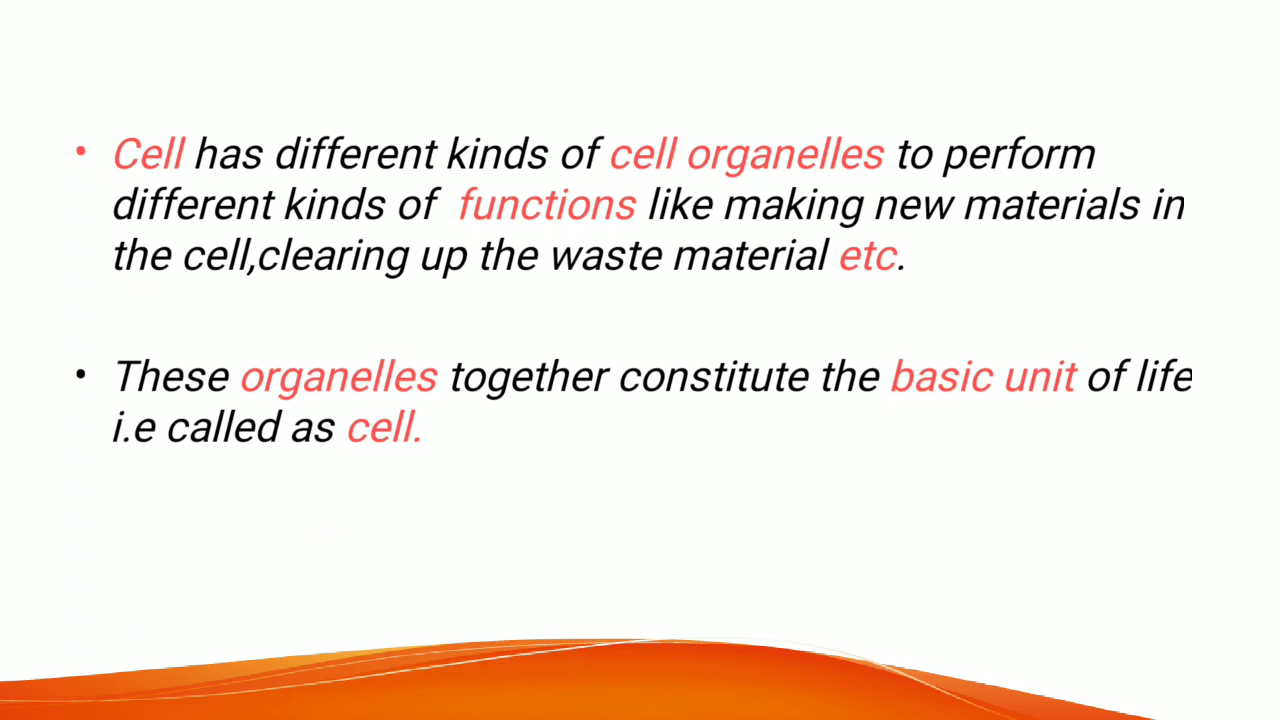 • Cell has different kinds of cell organelles to perform
different kinds of  functions like making new materials in
the cell,clearing up the waste material etc.
• These organelles together constitute the basic unit of life
i.e called as cell.